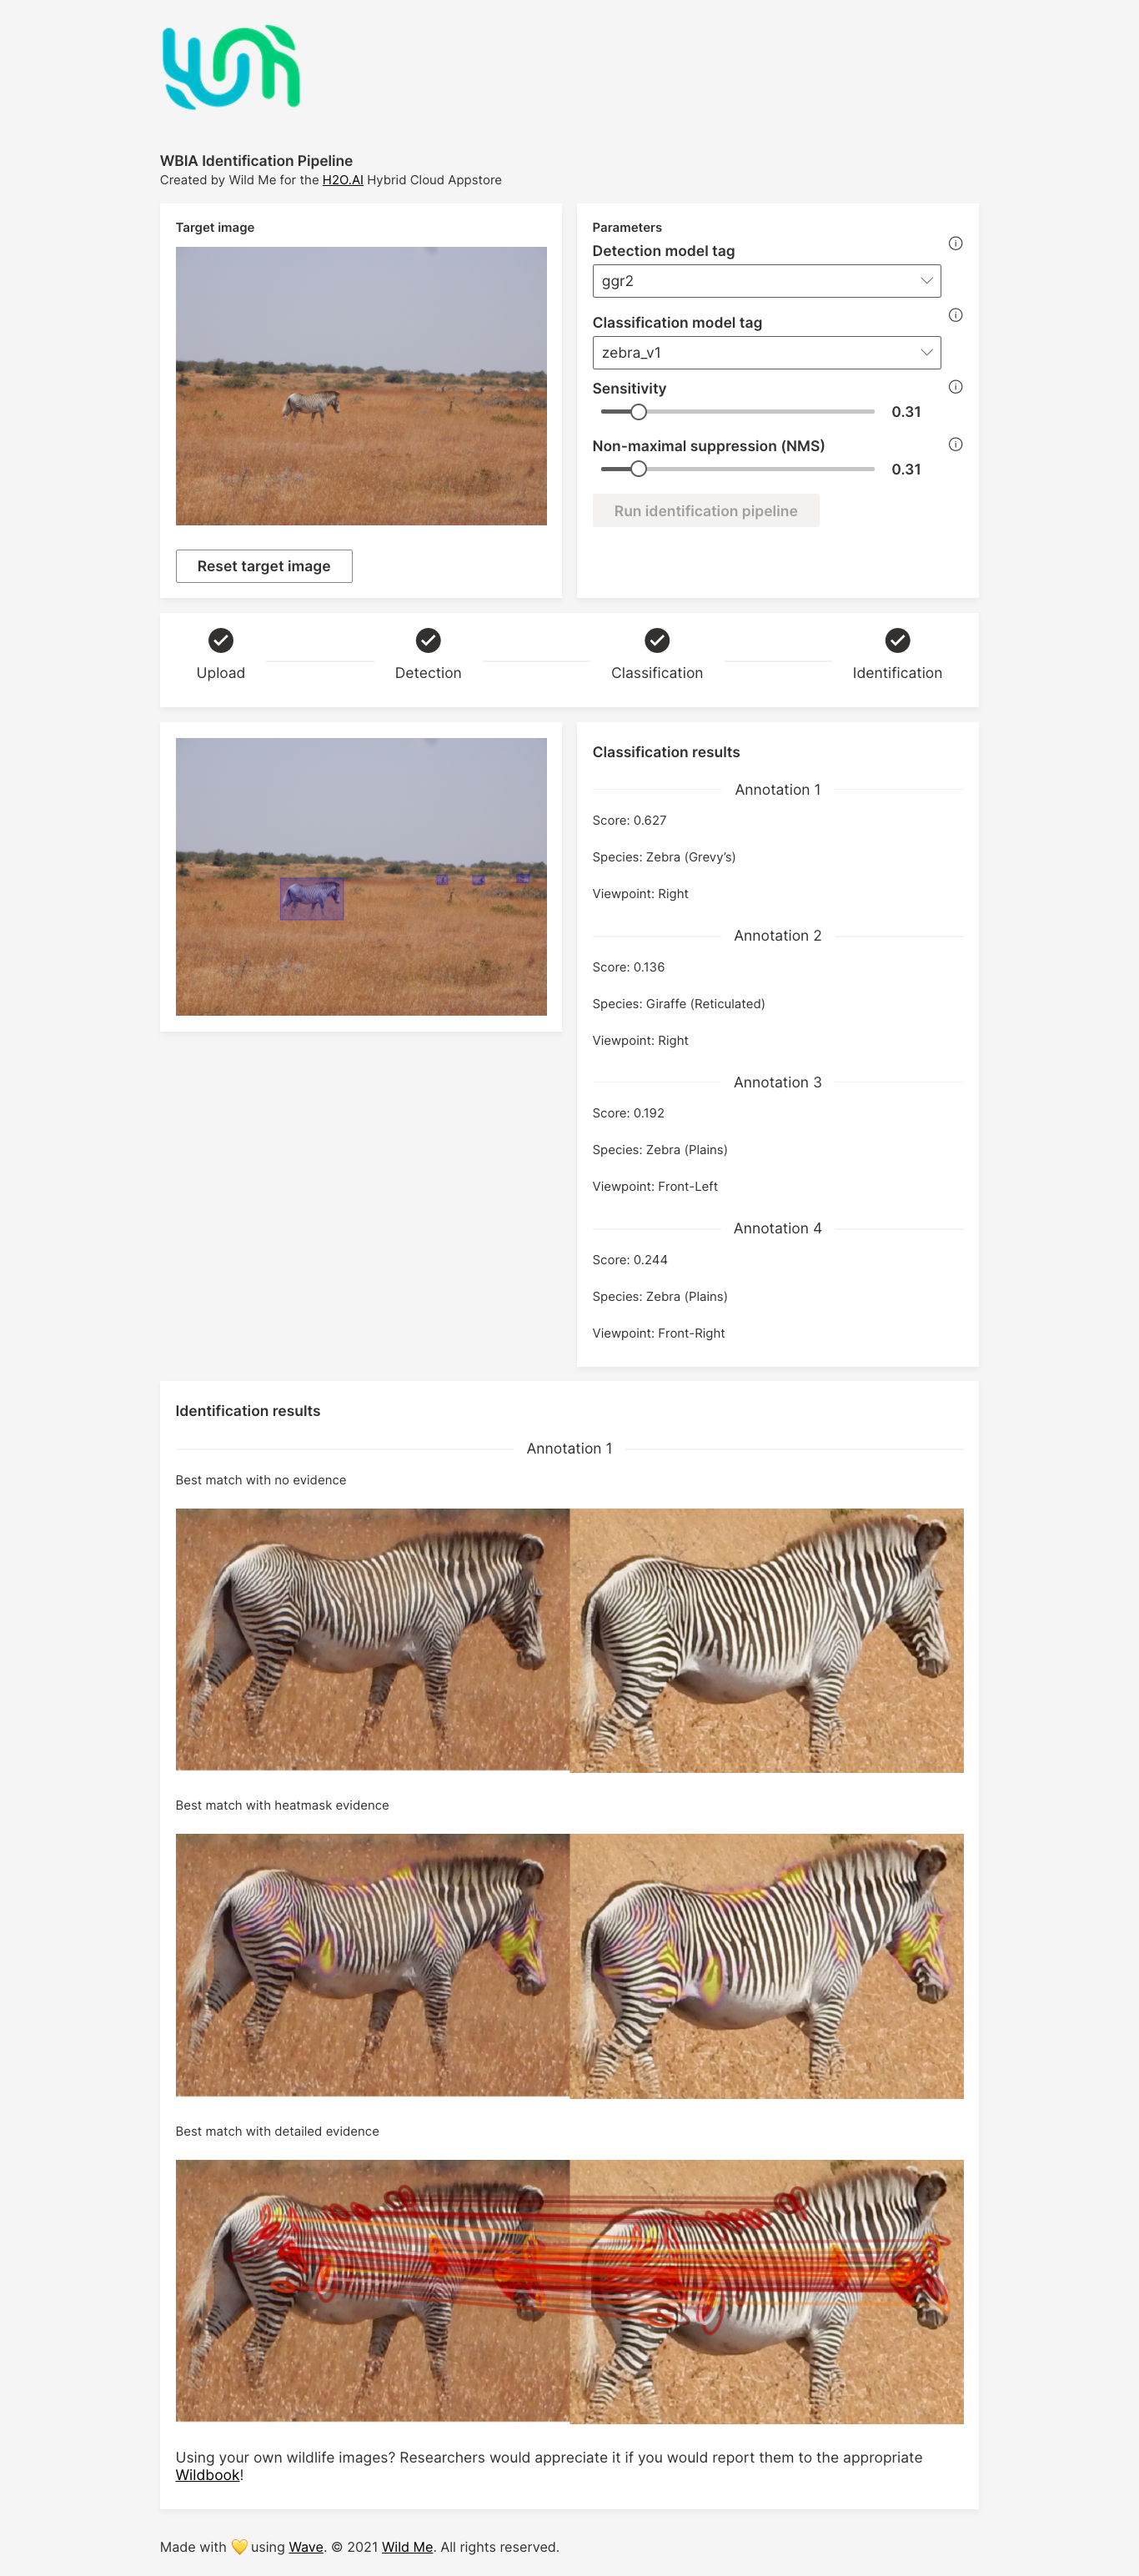 WBIA Identification Pipeline
Created by Wild Me for the H2O.AI Hybrid Cloud Appstore
Target image
Reset target image
Parameters
Detection model tag
ggr2
Classification model tag
zebra_v1
Sensitivity
0.31
Non-maximal suppression (NMS)
0.31
Run identification pipeline
Upload
Detection
Classification
Identification
Classification results
Annotation 1
Score: 0.627
Species: Zebra (Grevy’s)
Viewpoint: Right
Annotation 2
Score: 0.136
Species: Giraffe (Reticulated)
Viewpoint: Right
Annotation 3
Score: 0.192
Species: Zebra (Plains)
Viewpoint: Front-Left
Annotation 4
Score: 0.244
Species: Zebra (Plains)
Viewpoint: Front-Right
Identification results
Annotation 1
Best match with no evidence
Best match with heatmask evidence
Best match with detailed evidence
Using your own wildlife images? Researchers would appreciate it if you would report them to the appropriate
Wildbook!
Made with 💛 using Wave. © 2021 Wild Me. All rights reserved.